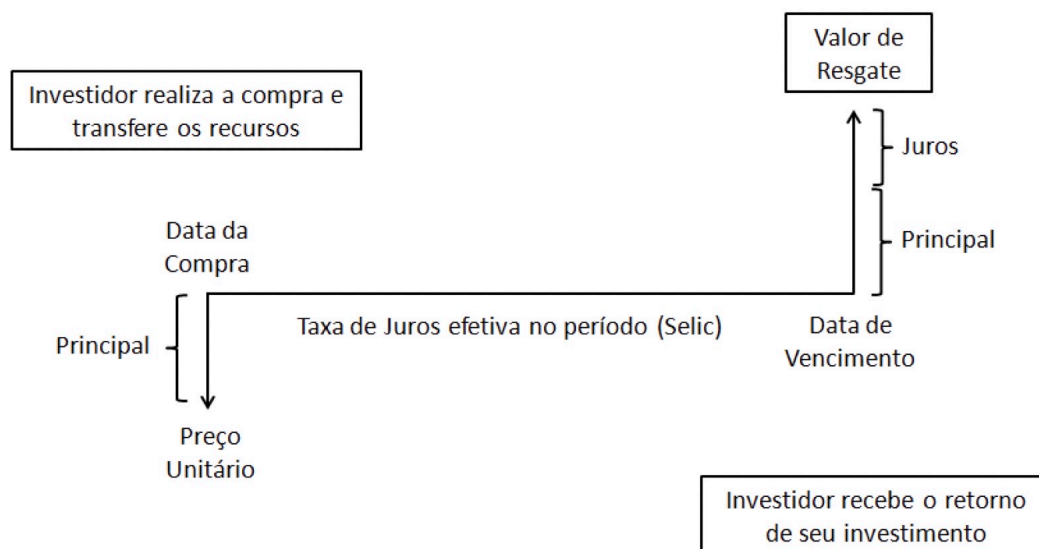 Valor de
Resgate
Investidor realiza a compra e
transfere os recursos
Juros
Data da
Compra
Principal
Taxa de Juros efetiva no período (Selic)
Data de
Vencimento
Principal
Preço
Unitário
Investidor recebe o retorno
de seu investimento